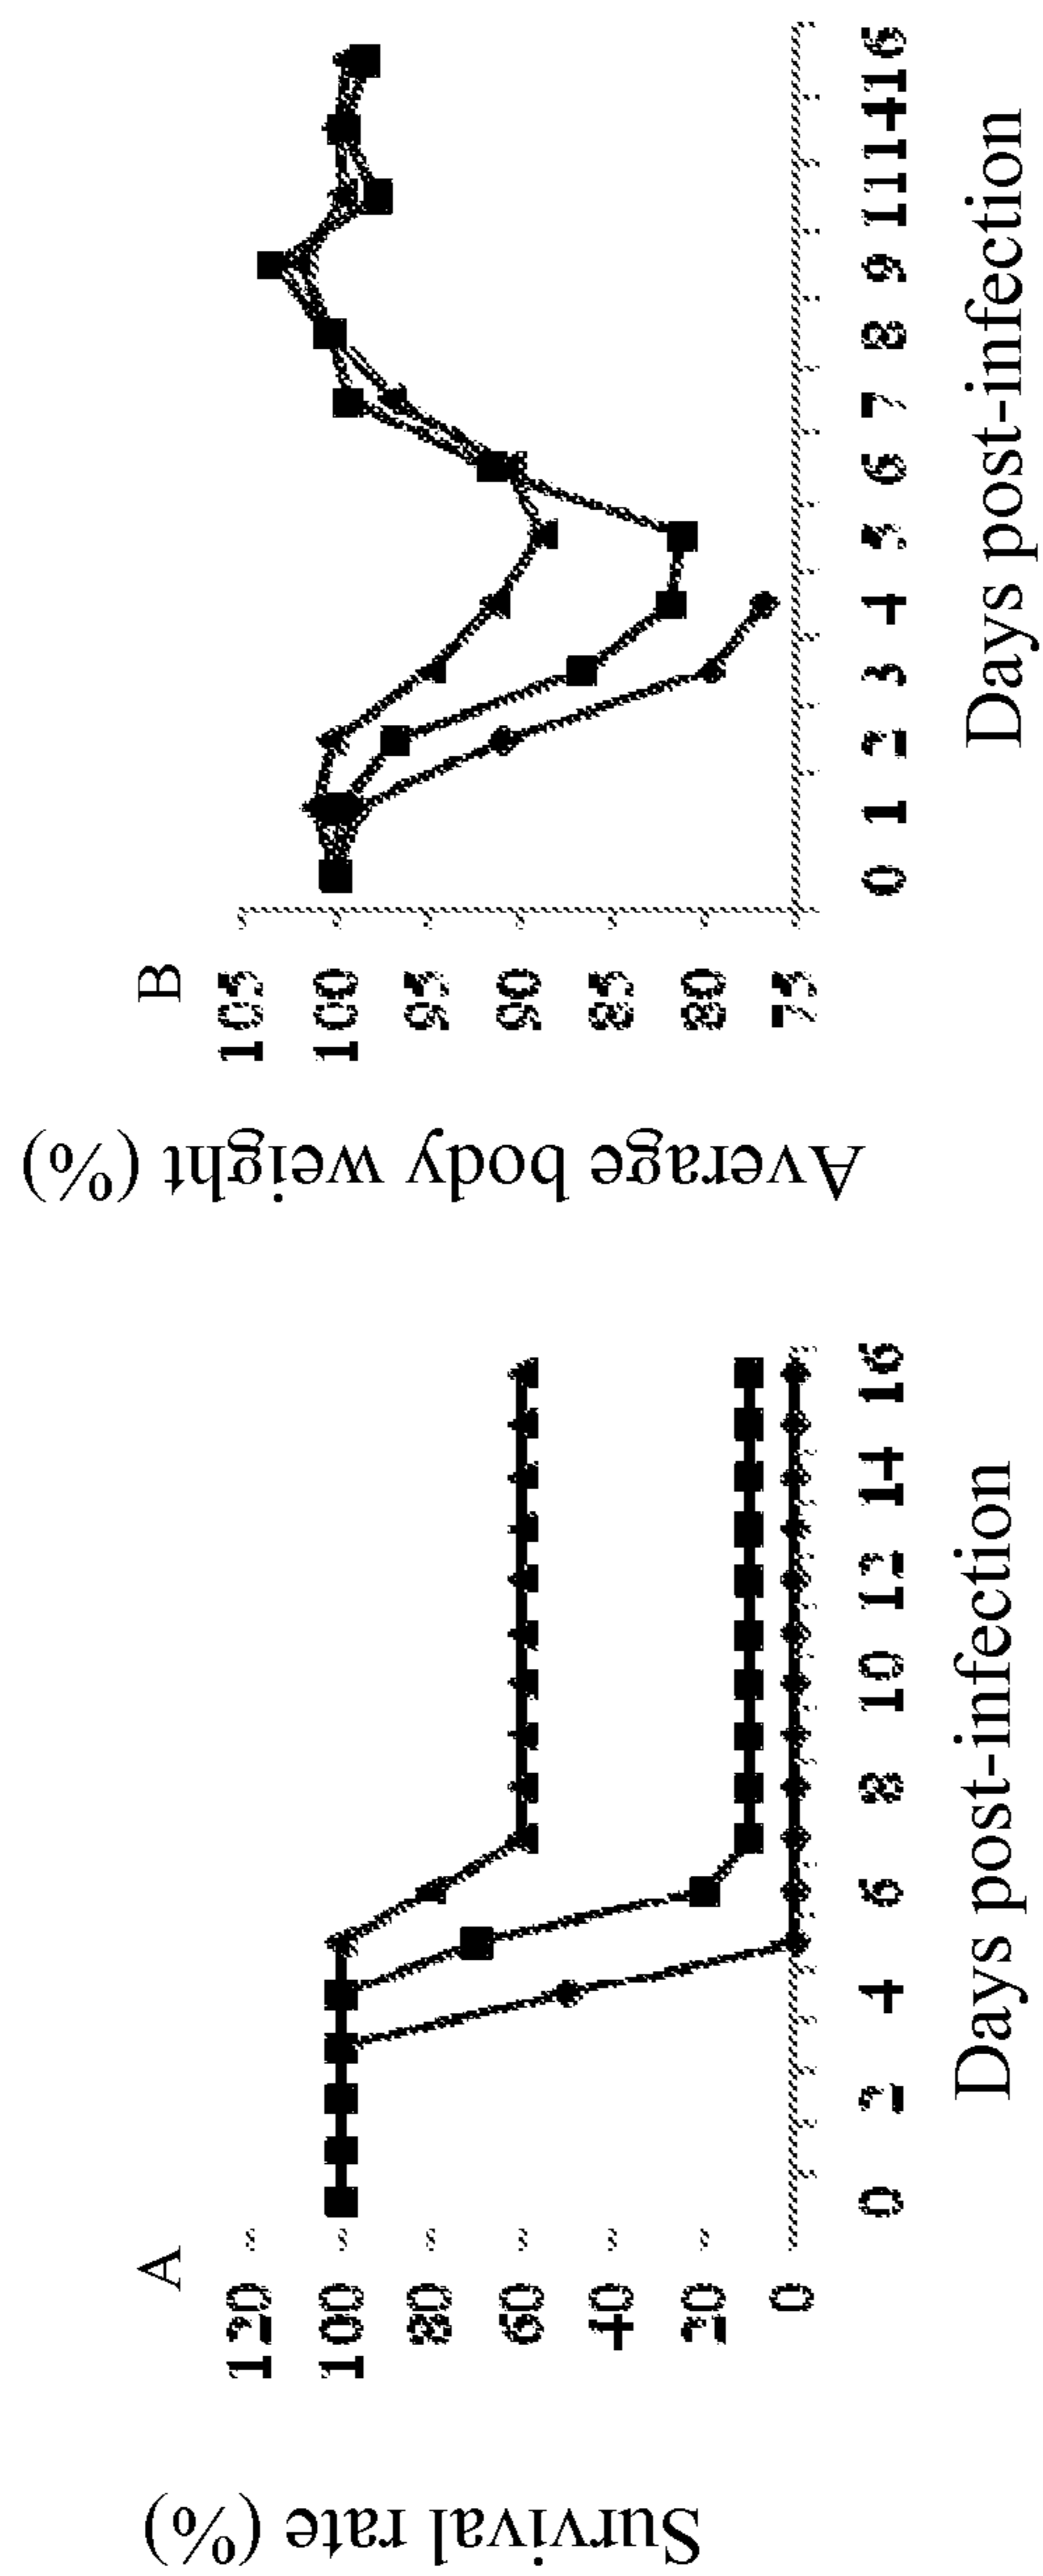 A
Survival rate (%)
120
100
80
60
40
20
0
0 2 4 6 8 10 12 14 16
Days post-infection
B
Average body weight (%)
105
100
95
90
85
80
75
0 1 2 3 4 5 6 7 8 9 11 14 16
Days post-infection